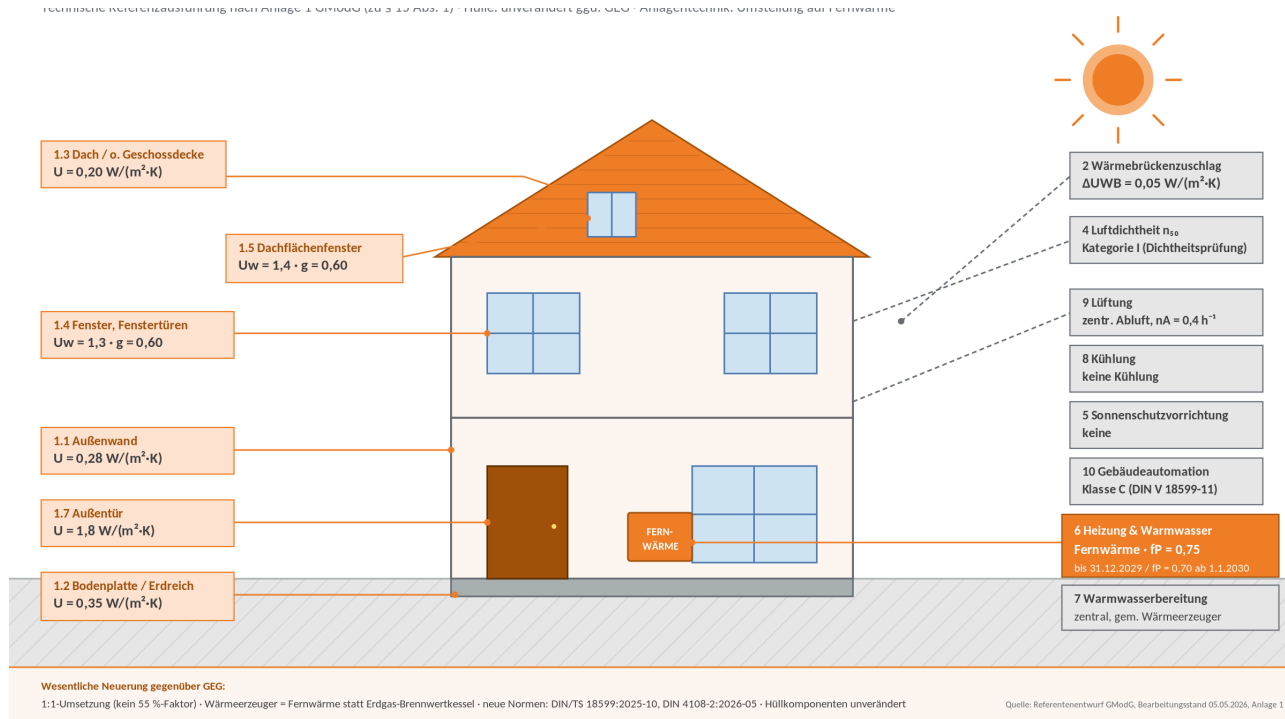 Technische Referenzausführung nach Anlage 1 GModG (zu § 15 Abs. 1) · Hülle: unverändert ggü. GEG · Anlagentechnik: Umstellung auf Fernwärme
1.3 Dach / o. Geschossdecke
U = 0,20 W/(m²·K)
1.5 Dachflächenfenster
Uw = 1,4 · g = 0,60
1.4 Fenster, Fenstertüren
Uw = 1,3 · g = 0,60
1.1 Außenwand
U = 0,28 W/(m²·K)
1.7 Außentür
U = 1,8 W/(m²·K)
1.2 Bodenplatte / Erdreich
U = 0,35 W/(m²·K)
FERN-
WÄRME
2 Wärmebrückenzuschlag
ΔUWB = 0,05 W/(m²·K)
4 Luftdichtheit n₅₀
Kategorie I (Dichtheitsprüfung)
9 Lüftung
zentr. Abluft, nA = 0,4 h⁻¹
8 Kühlung
keine Kühlung
5 Sonnenschutzvorrichtung
keine
10 Gebäudeautomation
Klasse C (DIN V 18599-11)
6 Heizung & Warmwasser
Fernwärme · fP = 0,75
bis 31.12.2029 / fP = 0,70 ab 1.1.2030
7 Warmwasserbereitung
zentral, gem. Wärmeerzeuger
Wesentliche Neuerung gegenüber GEG:
1:1-Umsetzung (kein 55 %-Faktor) · Wärmeerzeuger = Fernwärme statt Erdgas-Brennwertkessel · neue Normen: DIN/TS 18599:2025-10, DIN 4108-2:2026-05 · Hüllkomponenten unverändert
Quelle: Referentenentwurf GModG, Bearbeitungsstand 05.05.2026, Anlage 1